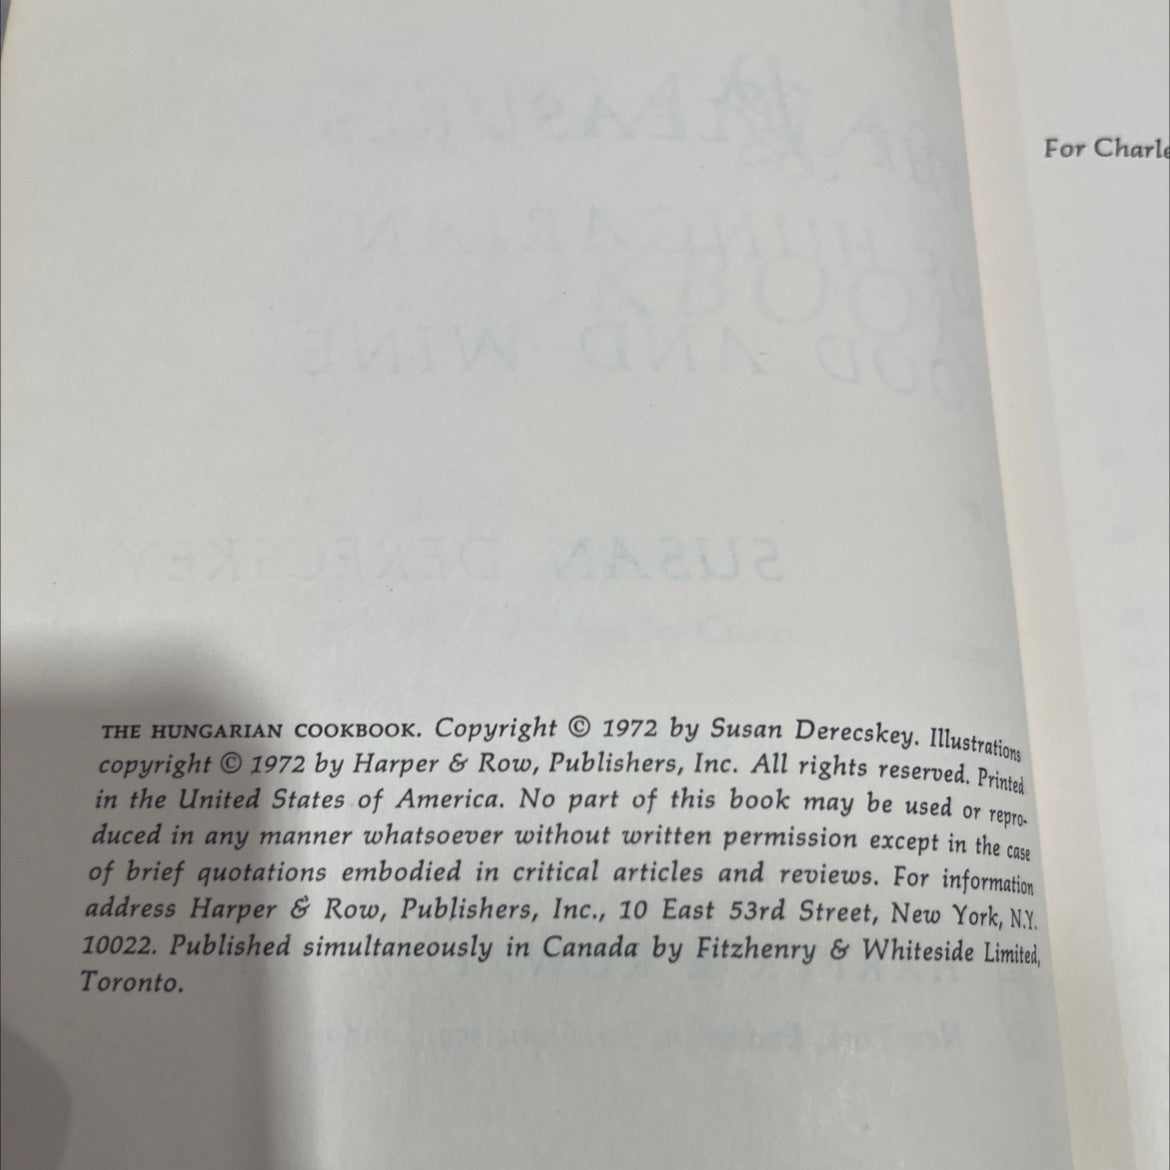 For Charle
THE HUNGARIAN COOKBOOK. Copyright © 1972 by Susan Derecskey. Illustrations
copyright © 1972 by Harper & Row, Publishers, Inc. All rights reserved. Printed
in the United States of America. No part of this book may be used or repro-
duced in any manner whatsoever without written permission except in the case
of brief quotations embodied in critical articles and reviews. For information
address Harper & Row, Publishers, Inc., 10 East 53rd Street, New York, N.Y.
10022. Published simultaneously in Canada by Fitzhenry & Whiteside Limited,
Toronto.